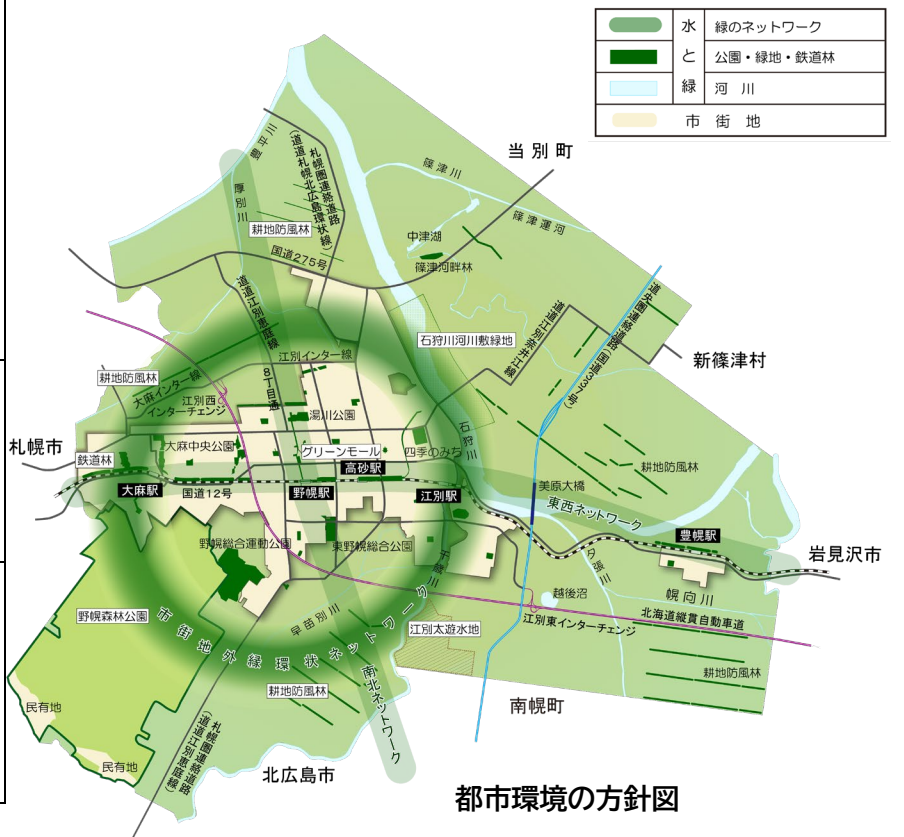 水と緑
緑のネットワーク
公園・緑地・鉄道林
河川
市街地
当別町
新篠津村
札幌市
岩見沢市
南幌町
北広島市
豊平川
厚別川
札幌圏連絡道路
(道道札幌北広島環状線)
耕地防風林
国道275号
篠津川
篠津運河
中津湖
篠津河畔林
道道江別恵庭線
石狩川河川敷緑地
道道江別奈井江線
道央圏連絡道路(国道337号)
江別インター線
8丁目通
耕地防風林
大麻インター線
江別西
インターチェンジ
湯川公園
大麻中央公園
グリーンモール
四季のみち
石狩川
鉄道林
高砂駅
大麻駅
国道12号
野幌駅
江別駅
美原大橋
耕地防風林
東西ネットワーク
豊幌駅
野幌総合運動公園
東野幌総合公園
千歳川
夕張川
越後沼
幌向川
北海道縦貫自動車道
江別東インターチェンジ
野幌森林公園
早苗別川
江別太遊水地
市街地外縁環状ネットワーク
耕地防風林
南北ネットワーク
耕地防風林
民有地
民有地
札幌圏連絡道路
(道道江別恵庭線)
都市環境の方針図